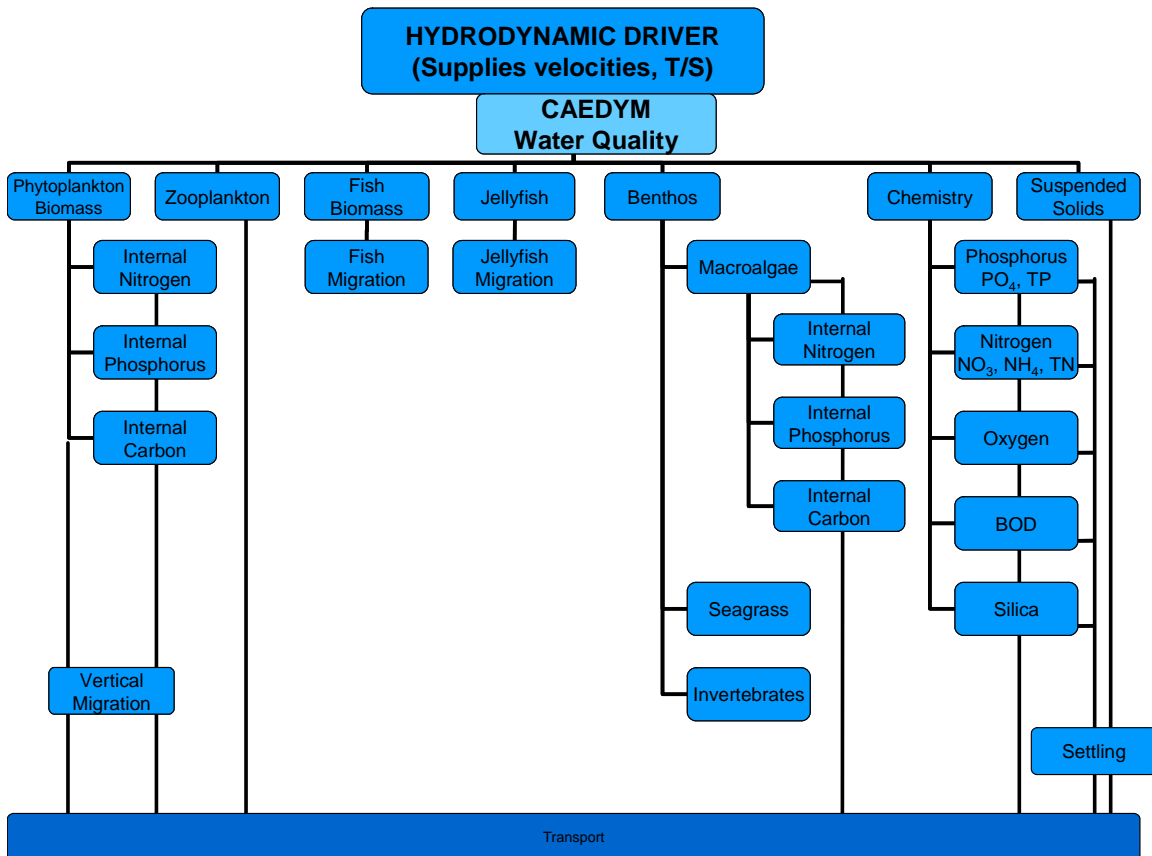 HYDRODYNAMIC DRIVER
(Supplies velocities, T/S)
CAEDYM
Water Quality
Phytoplankton
Biomass
Zooplankton
Fish
Biomass
Jellyfish
Benthos
Chemistry
Suspended
Solids
Internal
Nitrogen
Fish
Migration
Jellyfish
Migration
Macroalgae
Phosphorus
PO₄, TP
Internal
Phosphorus
Internal
Nitrogen
Nitrogen
NO₃, NH₄, TN
Internal
Carbon
Internal
Phosphorus
Oxygen
Internal
Carbon
BOD
Seagrass
Silica
Vertical
Migration
Invertebrates
Settling
Transport